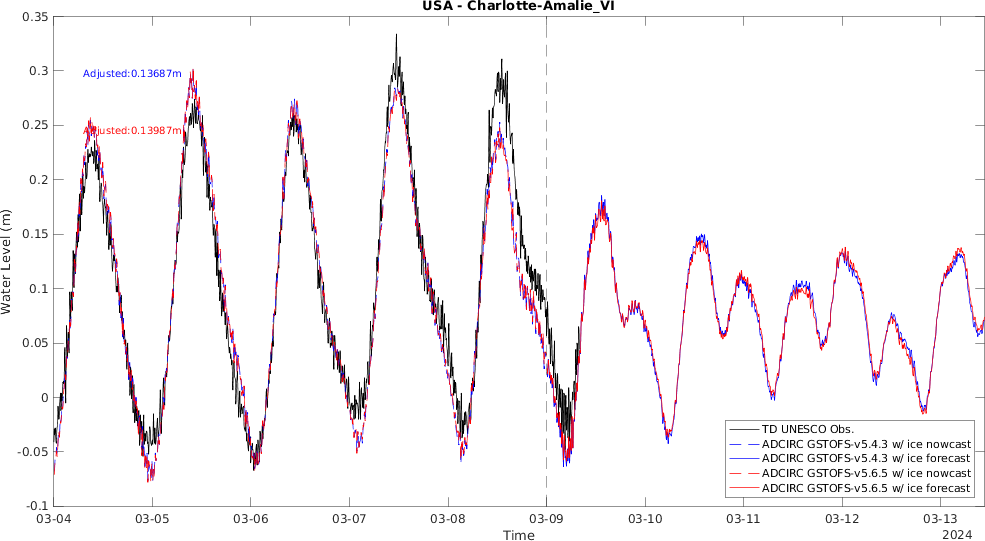 USA - Charlotte-Amalie_VI
0.35
0.3
0.25
0.2
0.15
0.1
0.05
0
-0.05
-0.1
Water Level (m)
Adjusted:0.13687m
Adjusted:0.13987m
TD UNESCO Obs.
ADCIRC GSTOFS-v5.4.3 w/ ice nowcast
ADCIRC GSTOFS-v5.4.3 w/ ice forecast
ADCIRC GSTOFS-v5.6.5 w/ ice nowcast
ADCIRC GSTOFS-v5.6.5 w/ ice forecast
03-04 03-05 03-06 03-07 03-08 03-09 03-10 03-11 03-12 03-13
Time
2024